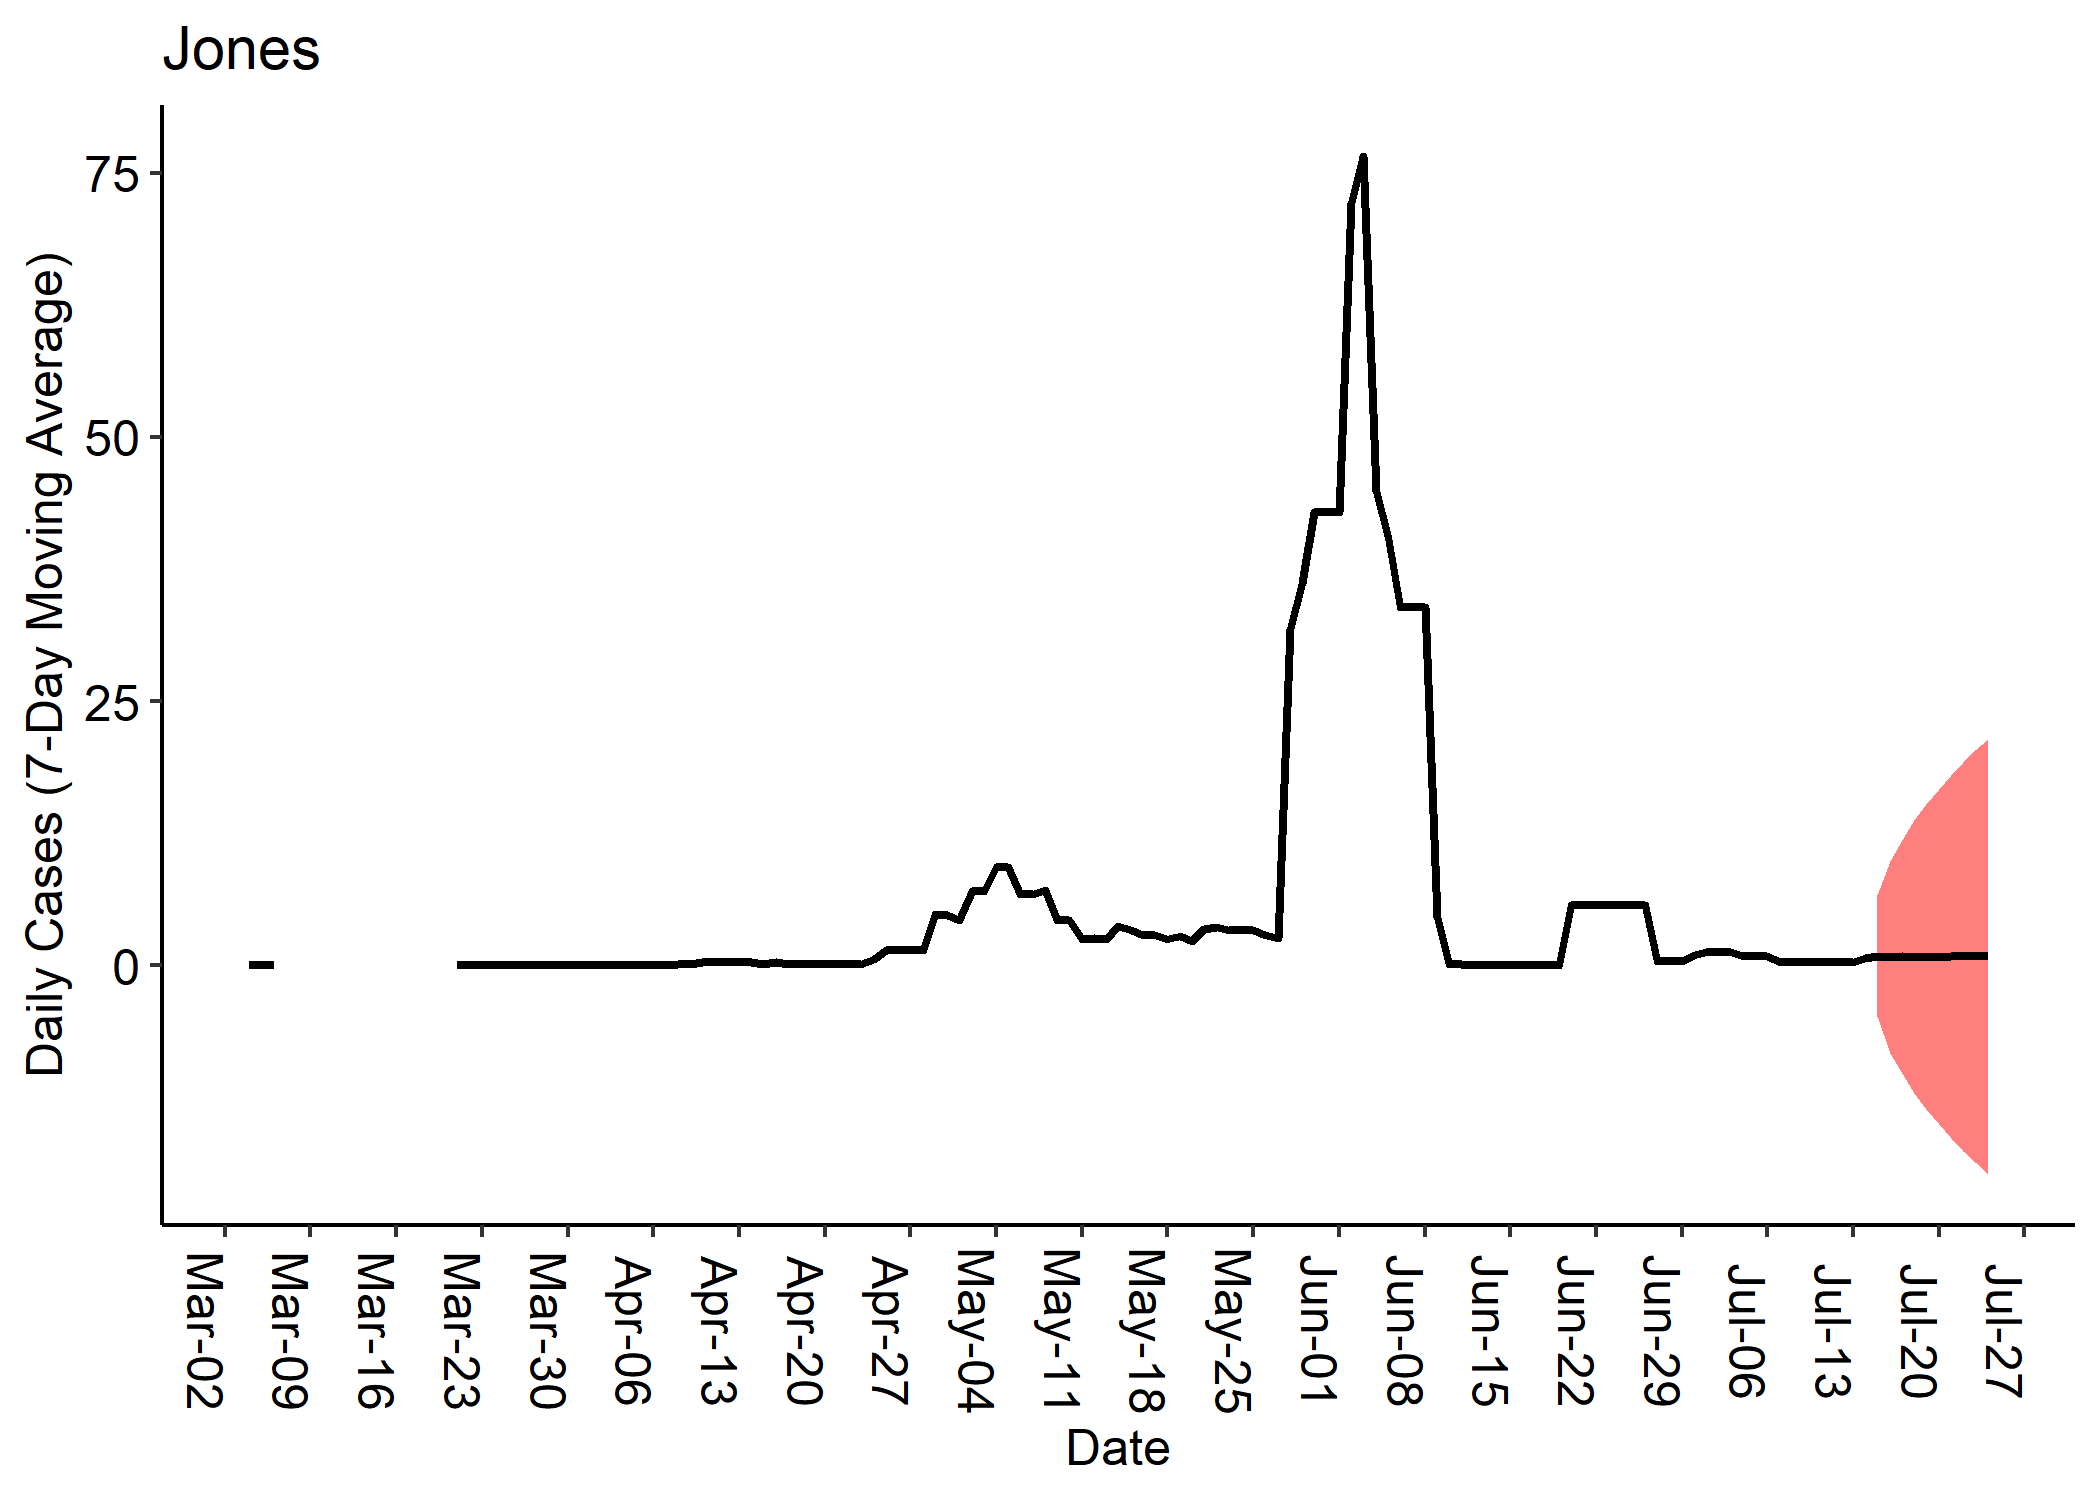 Jones
Daily Cases (7-Day Moving Average)
75
50
25
0
Mar-02
Mar-09
Mar-16
Mar-23
Mar-30
Apr-06
Apr-13
Apr-20
Apr-27
May-04
May-11
May-18
May-25
Jun-01
Jun-08
Jun-15
Jun-22
Jun-29
Jul-06
Jul-13
Jul-20
Jul-27
Date